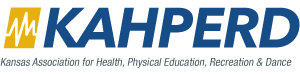 KAHPERD
Kansas Association for Health, Physical Education, Recreation & Dance